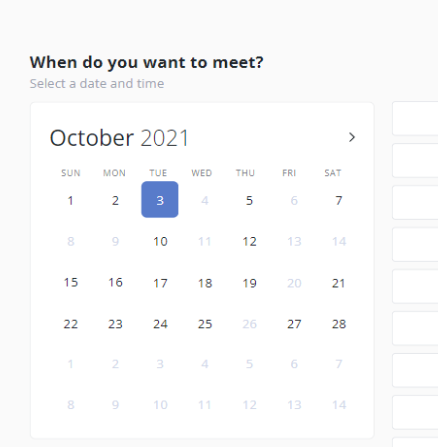 When do you want to meet?
Select a date and time
October 2021
SUN MON TUE WED THU FRI SAT
1 2 3 4 5 6 7
8 9 10 11 12 13 14
15 16 17 18 19 20 21
22 23 24 25 26 27 28
1 2 3 4 5 6 7
8 9 10 11 12 13 14